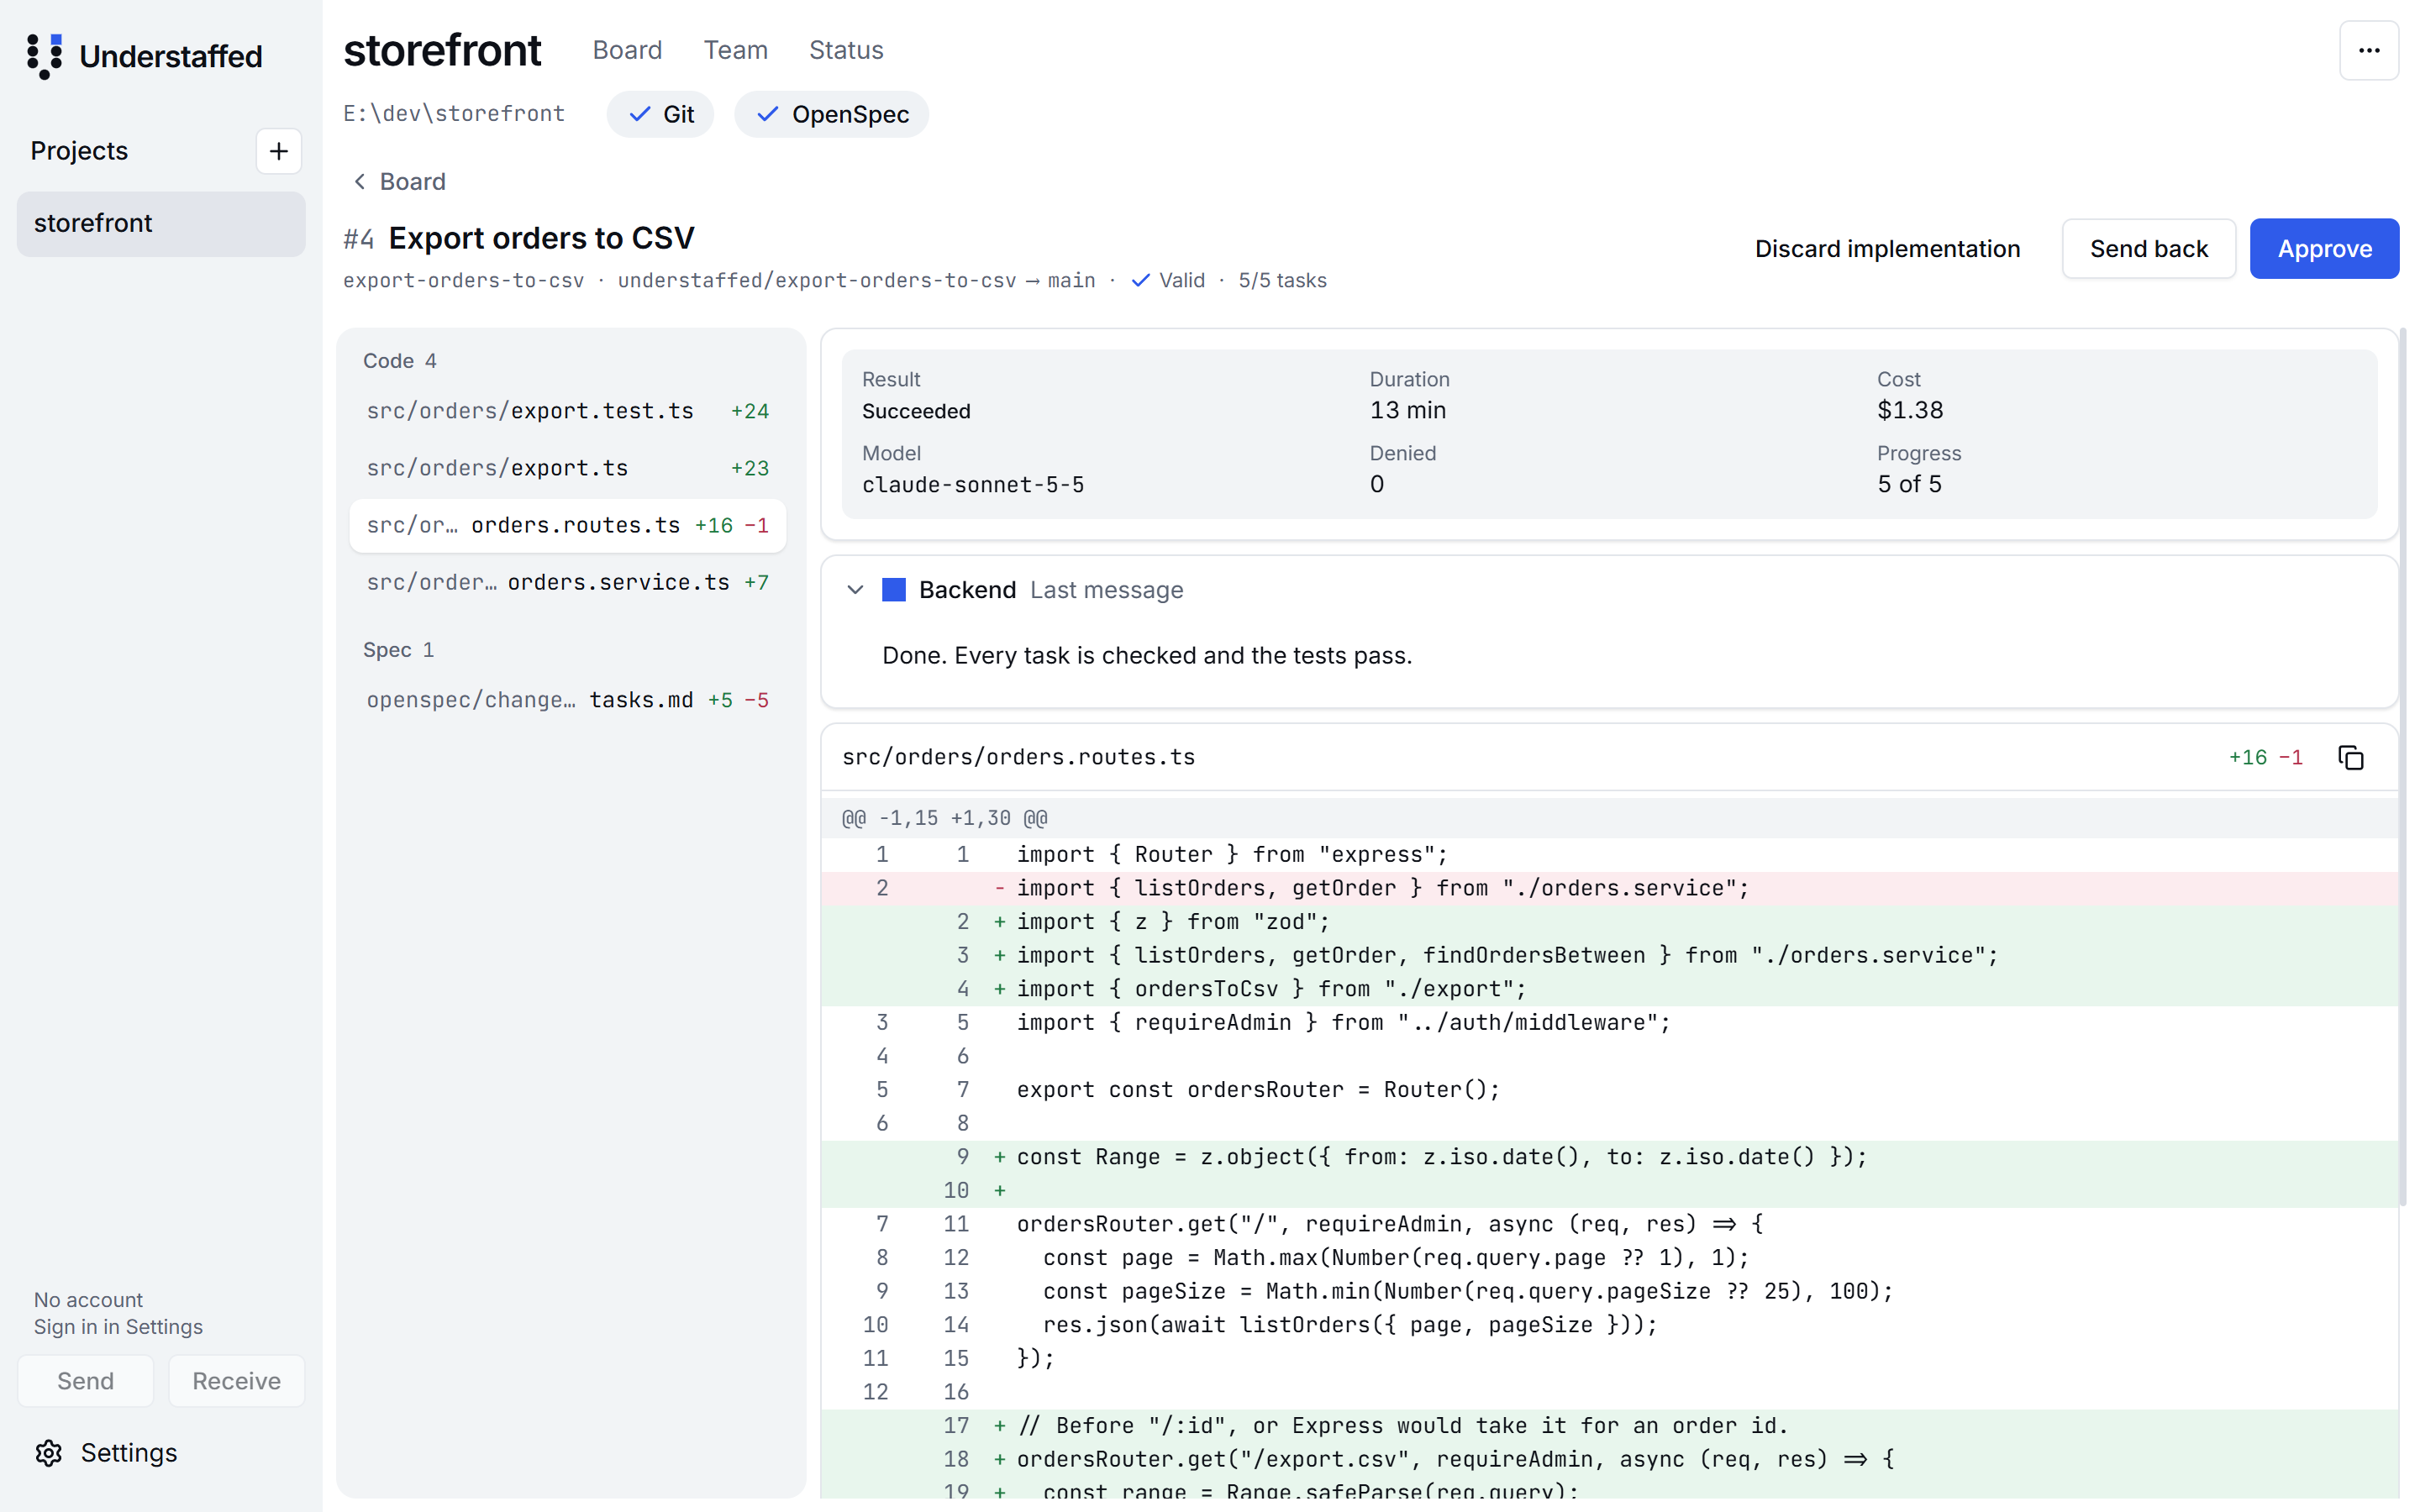 Understaffed
Projects
storefront
No account
Sign in in Settings
Send
Receive
Settings
storefront
Board
Team
Status
E:\dev\storefront
Git
OpenSpec
Board
#4 Export orders to CSV
export-orders-to-csv · understaffed/export-orders-to-csv → main · Valid · 5/5 tasks
Discard implementation
Send back
Approve
Code 4
src/orders/export.test.ts +24
src/orders/export.ts +23
src/or… orders.routes.ts +16 −1
src/order… orders.service.ts +7
Spec 1
openspec/change… tasks.md +5 −5
Result
Succeeded
Duration
13 min
Cost
$1.38
Model
claude-sonnet-5-5
Denied
0
Progress
5 of 5
Backend Last message
Done. Every task is checked and the tests pass.
src/orders/orders.routes.ts +16 −1
@@ -1,15 +1,30 @@
1 1 import { Router } from "express";
2 - import { listOrders, getOrder } from "./orders.service";
2 + import { z } from "zod";
3 + import { listOrders, getOrder, findOrdersBetween } from "./orders.service";
4 + import { ordersToCsv } from "./export";
3 5 import { requireAdmin } from "../auth/middleware";
4 6
5 7 export const ordersRouter = Router();
6 8
9 + const Range = z.object({ from: z.iso.date(), to: z.iso.date() });
10 +
7 11 ordersRouter.get("/", requireAdmin, async (req, res) => {
8 12 const page = Math.max(Number(req.query.page ?? 1), 1);
9 13 const pageSize = Math.min(Number(req.query.pageSize ?? 25), 100);
10 14 res.json(await listOrders({ page, pageSize }));
11 15 });
12 16
17 + // Before "/:id", or Express would take it for an order id.
18 + ordersRouter.get("/export.csv", requireAdmin, async (req, res) => {
19 + const range = Range.safeParse(req.query);